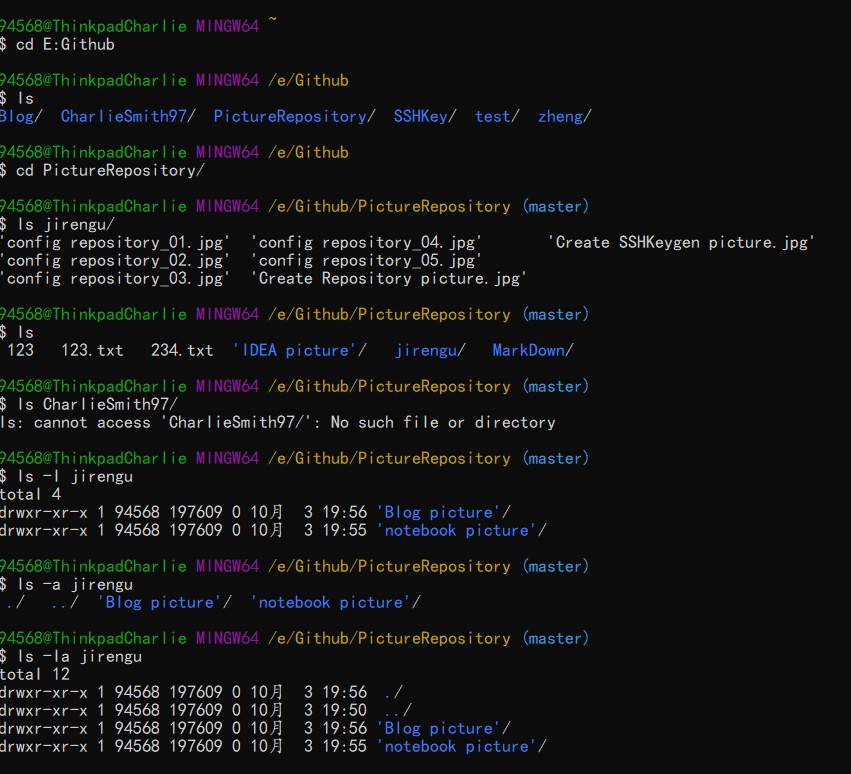 94568@ThinkpadCharlie MINGW64 ~
$ cd E:Github
94568@ThinkpadCharlie MINGW64 /e/Github
$ ls
Blog/  CharlieSmith97/  PictureRepository/  SSHKey/  test/  zheng/
94568@ThinkpadCharlie MINGW64 /e/Github
$ cd PictureRepository/
94568@ThinkpadCharlie MINGW64 /e/Github/PictureRepository (master)
$ ls jirengu/
'config repository_01.jpg'  'config repository_04.jpg'       'Create SSHKeygen picture.jpg'
'config repository_02.jpg'  'config repository_05.jpg'
'config repository_03.jpg'  'Create Repository picture.jpg'
94568@ThinkpadCharlie MINGW64 /e/Github/PictureRepository (master)
$ ls
123   123.txt   234.txt  'IDEA picture'/   jirengu/   MarkDown/
94568@ThinkpadCharlie MINGW64 /e/Github/PictureRepository (master)
$ ls CharlieSmith97/
ls: cannot access 'CharlieSmith97/': No such file or directory
94568@ThinkpadCharlie MINGW64 /e/Github/PictureRepository (master)
$ ls -l jirengu
total 4
drwxr-xr-x 1 94568 197609 0 10月  3 19:56 'Blog picture'/
drwxr-xr-x 1 94568 197609 0 10月  3 19:55 'notebook picture'/
94568@ThinkpadCharlie MINGW64 /e/Github/PictureRepository (master)
$ ls -a jirengu
./   ../  'Blog picture'/  'notebook picture'/
94568@ThinkpadCharlie MINGW64 /e/Github/PictureRepository (master)
$ ls -la jirengu
total 12
drwxr-xr-x 1 94568 197609 0 10月  3 19:56  ./
drwxr-xr-x 1 94568 197609 0 10月  3 19:50  ../
drwxr-xr-x 1 94568 197609 0 10月  3 19:56 'Blog picture'/
drwxr-xr-x 1 94568 197609 0 10月  3 19:55 'notebook picture'/